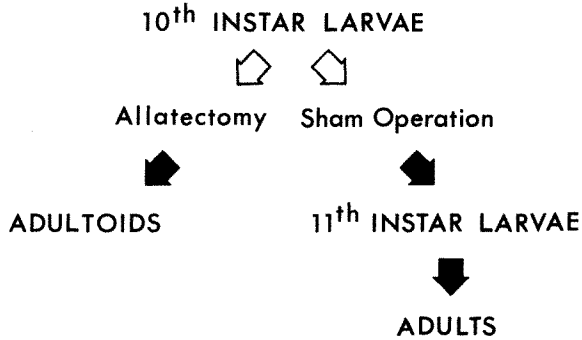 10th INSTAR LARVAE
Allatectomy Sham Operation
ADULTOIDS 11th INSTAR LARVAE
ADULTS